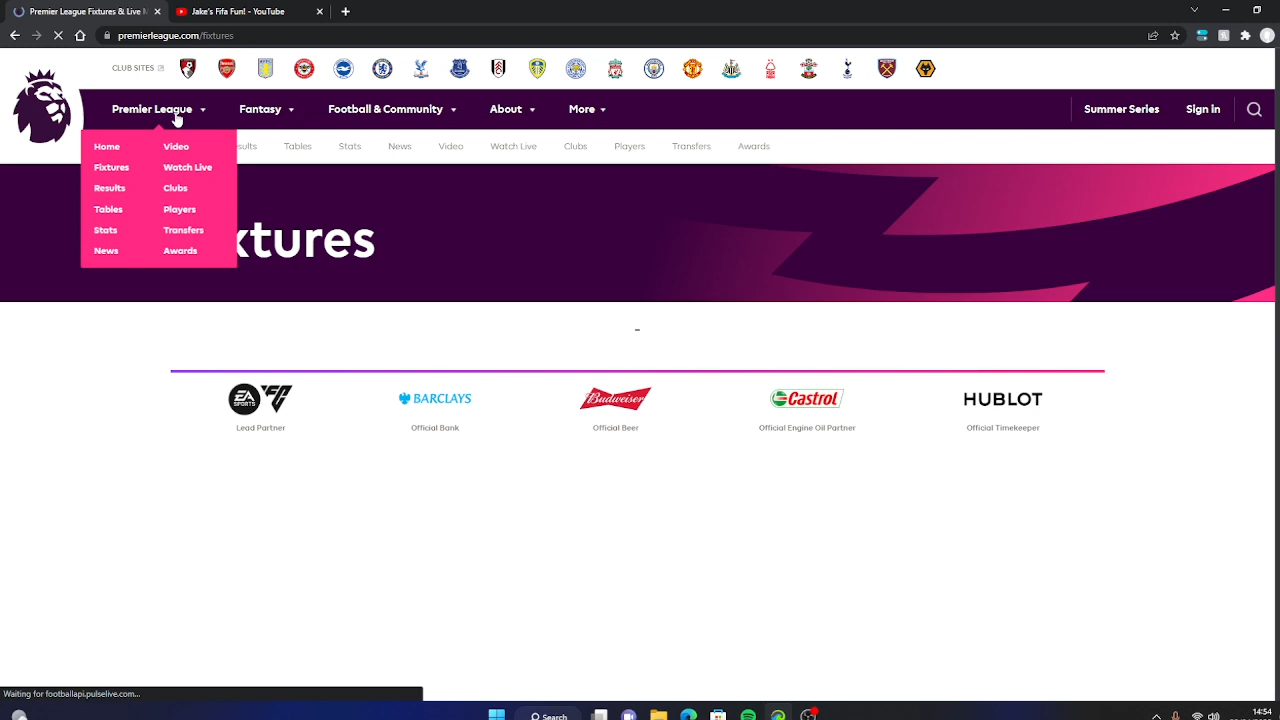 Premier League Fixtures & Live M
Jake's Fifa Fun! - YouTube
premierleague.com/fixtures
CLUB SITES
Premier League
Fantasy
Football & Community
About
More
Summer Series
Sign in
Home
Video
Fixtures
Watch Live
Results
Clubs
Tables
Players
Stats
Transfers
News
Awards
sults
Tables
Stats
News
Video
Watch Live
Clubs
Players
Transfers
Awards
xtures
-
EA SPORTS FC
BARCLAYS
Budweiser
Castrol
HUBLOT
Lead Partner
Official Bank
Official Beer
Official Engine Oil Partner
Official Timekeeper
Waiting for footballapi.pulselive.com...
Search
14:54